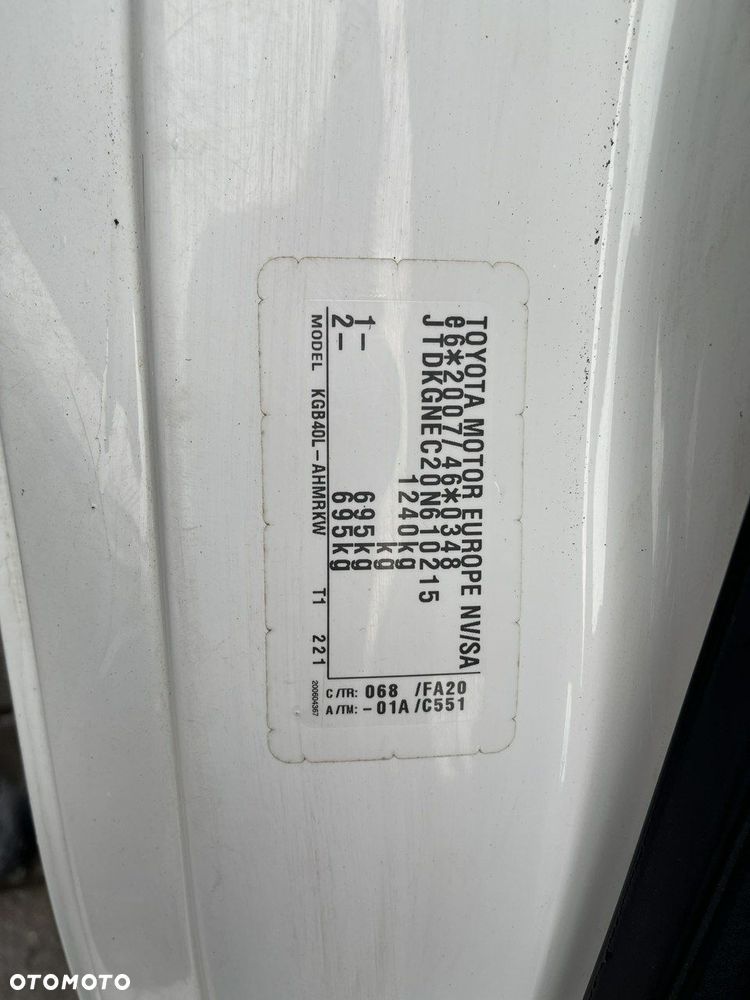 TOYOTA MOTOR EUROPE NV/SA
e6*2007/46*0348
JTDKGNEC20N610215
1240kg
kg
1- 695kg
2- 695kg
MODEL KGB40L-AHMRKW T1 221
C/TR: 068 /FA20
A/TM: -01A /C551
200604367
OTOMOTO